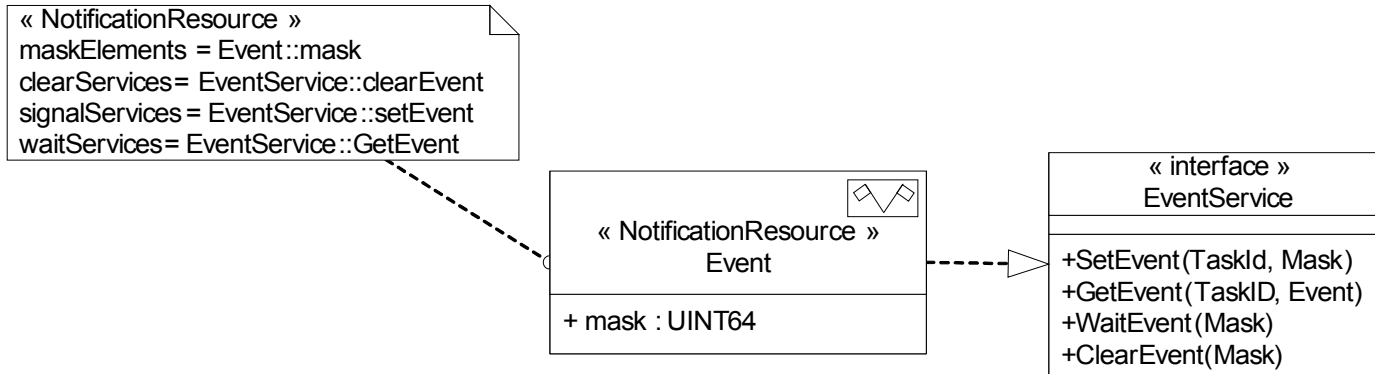 « NotificationResource »
maskElements = Event::mask
clearServices= EventService::clearEvent
signalServices = EventService::setEvent
waitServices= EventService::GetEvent
« NotificationResource »
Event
+ mask : UINT64
« interface »
EventService
+SetEvent(TaskId, Mask)
+GetEvent(TaskID, Event)
+WaitEvent(Mask)
+ClearEvent(Mask)